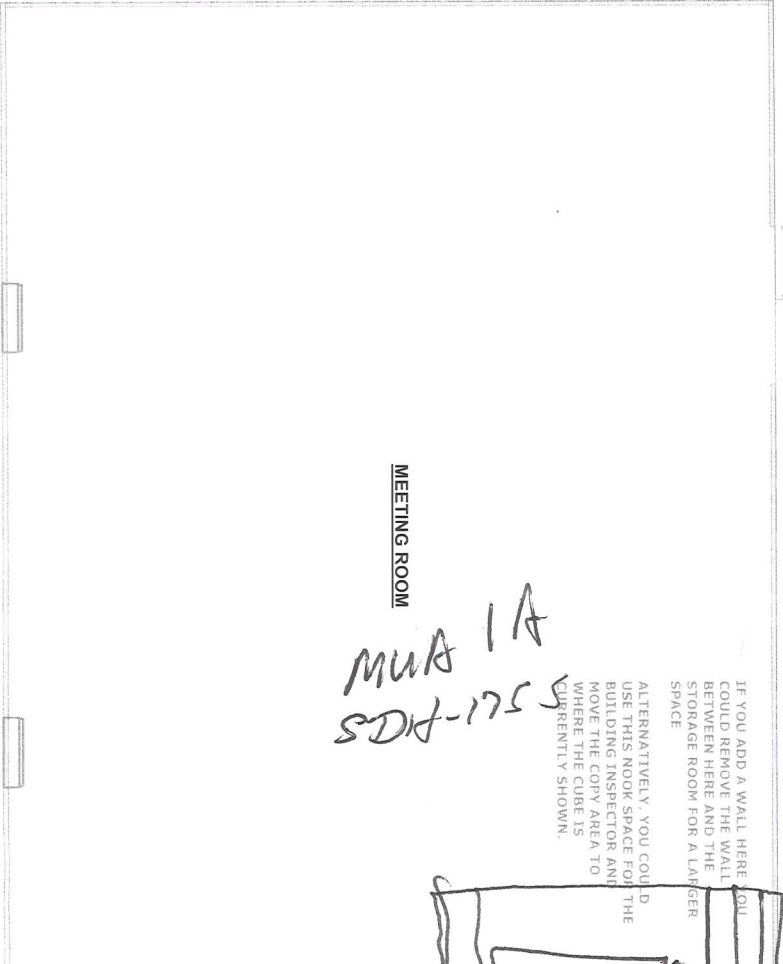 MEETING ROOM
MUA 1A
SDH-175 S
IF YOU ADD A WALL HERE YOU
COULD REMOVE THE WALL
BETWEEN HERE AND THE
STORAGE ROOM FOR A LARGER
SPACE
ALTERNATIVELY, YOU COULD
USE THIS NOOK SPACE FOR THE
BUILDING INSPECTOR AND
MOVE THE COPY AREA TO
WHERE THE CUBE IS
CURRENTLY SHOWN.